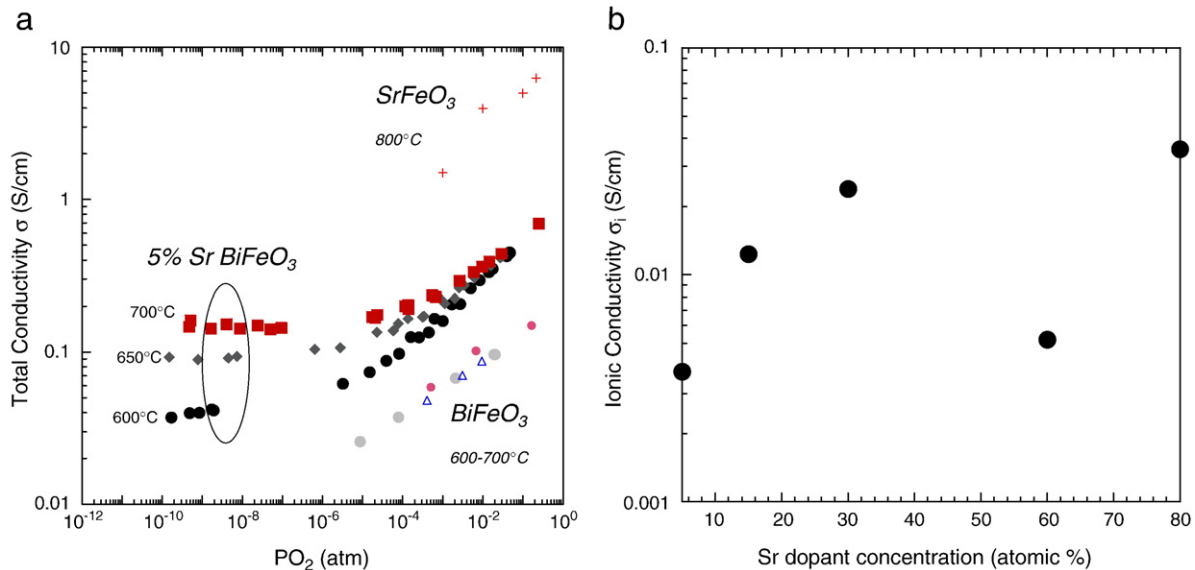 a
10
1
0.1
0.01
Total Conductivity σ (S/cm)
SrFeO₃
800°C
5% Sr BiFeO₃
700°C
650°C
600°C
BiFeO₃
600-700°C
10⁻¹² 10⁻¹⁰ 10⁻⁸ 10⁻⁶ 10⁻⁴ 10⁻² 10⁰
PO₂ (atm)
b
0.1
0.01
0.001
Ionic Conductivity σᵢ (S/cm)
10 20 30 40 50 60 70 80
Sr dopant concentration (atomic %)